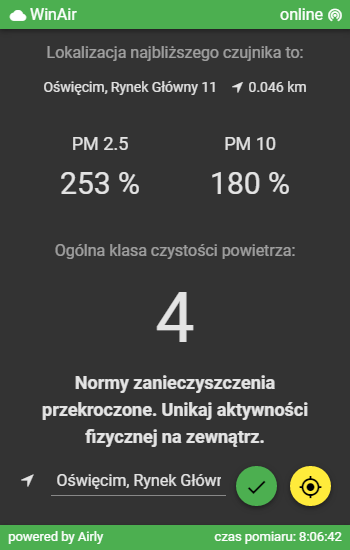 WinAir online
Lokalizacja najbliższego czujnika to:
Oświęcim, Rynek Główny 11 0.046 km
PM 2.5 PM 10
253 % 180 %
Ogólna klasa czystości powietrza:
4
Normy zanieczyszczenia
przekroczone. Unikaj aktywności
fizycznej na zewnątrz.
Oświęcim, Rynek Główn
powered by Airly czas pomiaru: 8:06:42